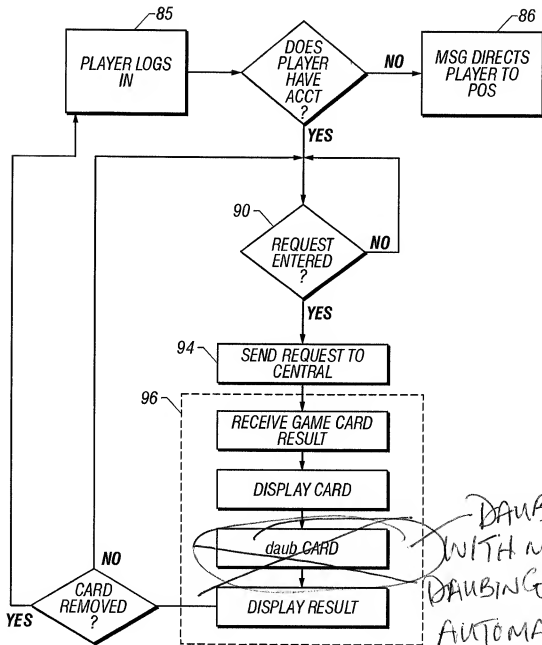 85
PLAYER LOGS
IN
DOES
PLAYER
HAVE
ACCT
?
NO
86
MSG DIRECTS
PLAYER TO
POS
YES
90
REQUEST
ENTERED
?
NO
YES
94
SEND REQUEST TO
CENTRAL
96
RECEIVE GAME CARD
RESULT
DISPLAY CARD
daub CARD
DISPLAY RESULT
NO
CARD
REMOVED
?
YES
WITH
DAUBING